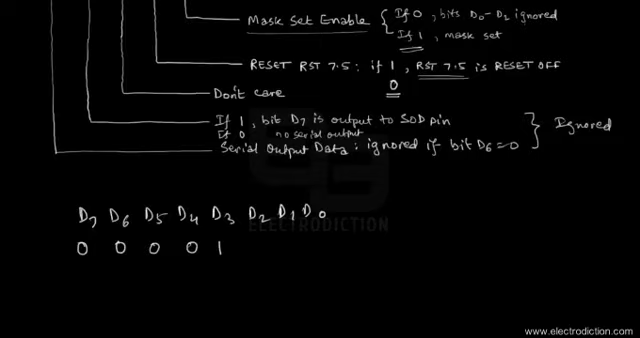 Mask Set Enable { If 0, bits D0-D2 ignored
If 1, mask set
RESET RST 7.5 : if 1, RST 7.5 is RESET OFF
0
Don't care
If 1, bit D7 is output to SOD pin
If 0 no serial output } Ignored
Serial Output Data : ignored if bit D6 = 0
D7 D6 D5 D4 D3 D2 D1 D0
0 0 0 0 1
ELECTRODICTION
www.electrodiction.com